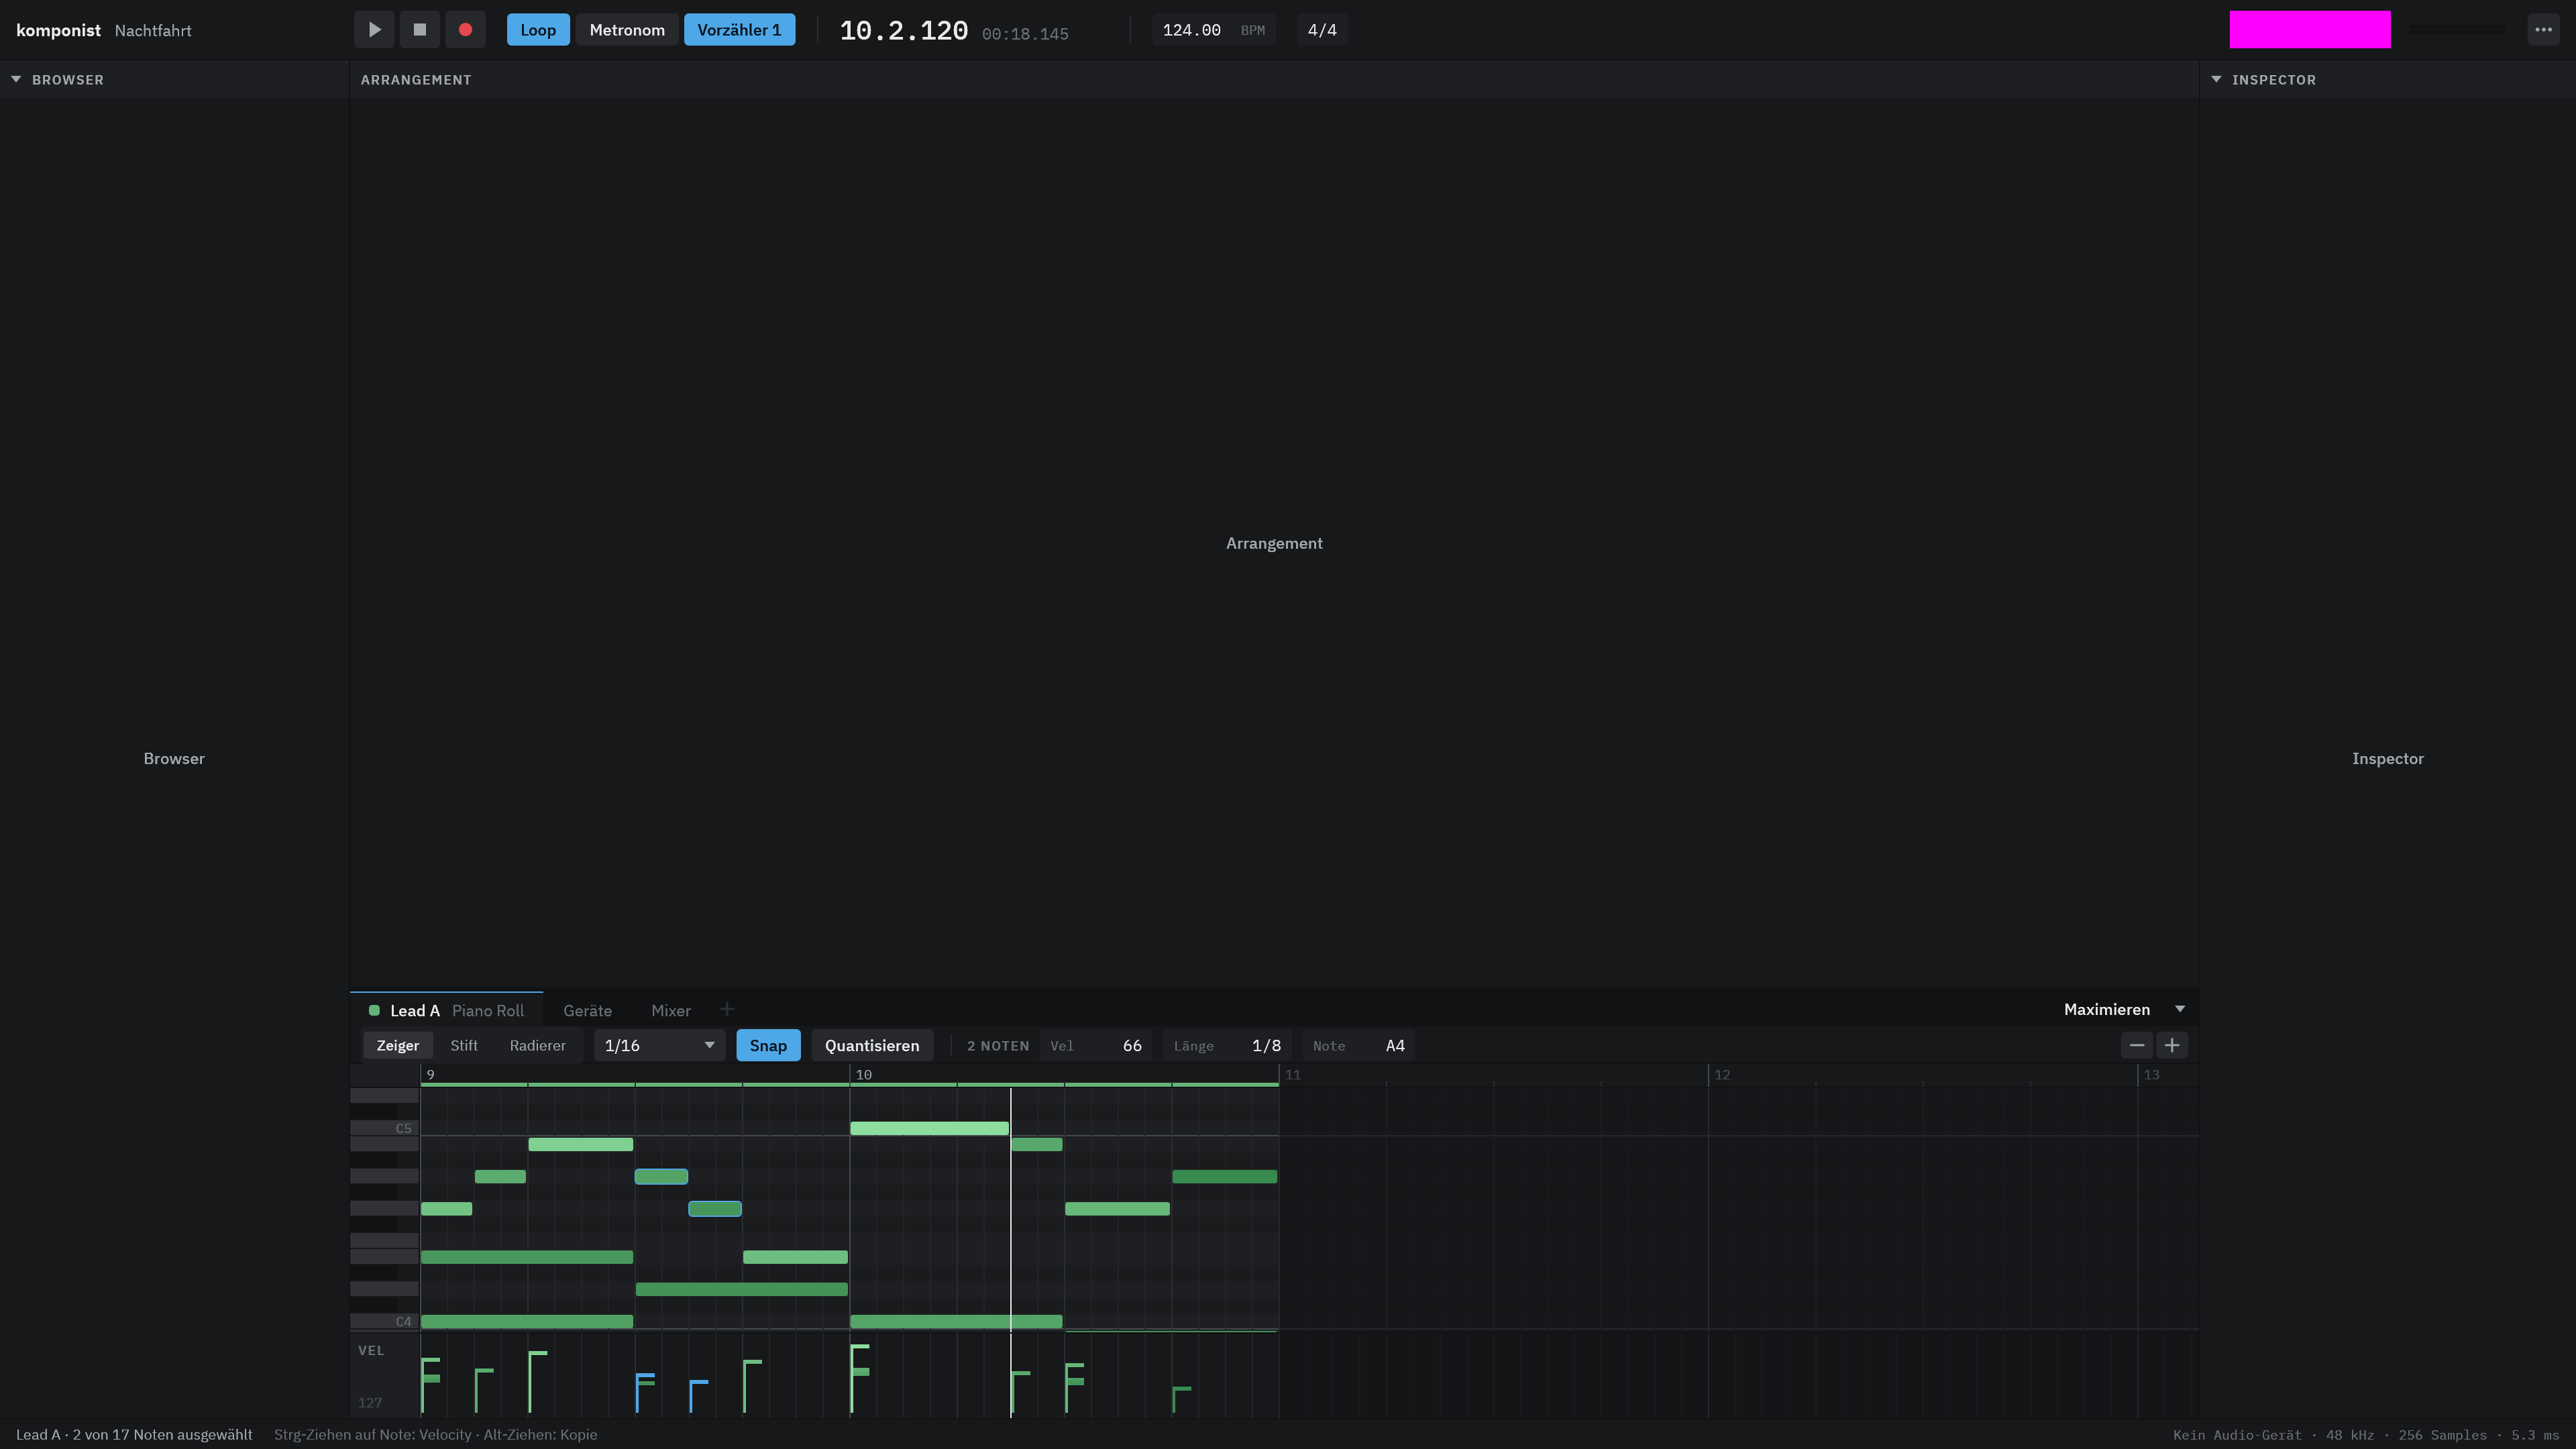 komponist Nachtfahrt Loop Metronom Vorzähler 1 10.2.120 00:18.145 124.00 BPM 4/4
BROWSER ARRANGEMENT INSPECTOR
Arrangement
Browser Inspector
Lead A Piano Roll Geräte Mixer Maximieren
Zeiger Stift Radierer 1/16 Snap Quantisieren 2 NOTEN Vel 66 Länge 1/8 Note A4
9 10 11 12 13
C5
C4
VEL
127
Lead A · 2 von 17 Noten ausgewählt Strg-Ziehen auf Note: Velocity · Alt-Ziehen: Kopie Kein Audio-Gerät · 48 kHz · 256 Samples · 5.3 ms